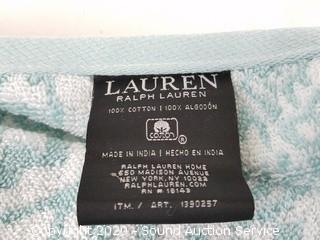 LAUREN
RALPH LAUREN
100% COTTON | 100% ALGODÓN
COTTON
®
MADE IN INDIA | HECHO EN INDIA
RALPH LAUREN HOME
650 MADISON AVENUE
NEW YORK, NY 10022
RALPHLAUREN.COM
RN # 18143
ITM. / ART. 1390257
Copyright 2020 - Sound Auction Service